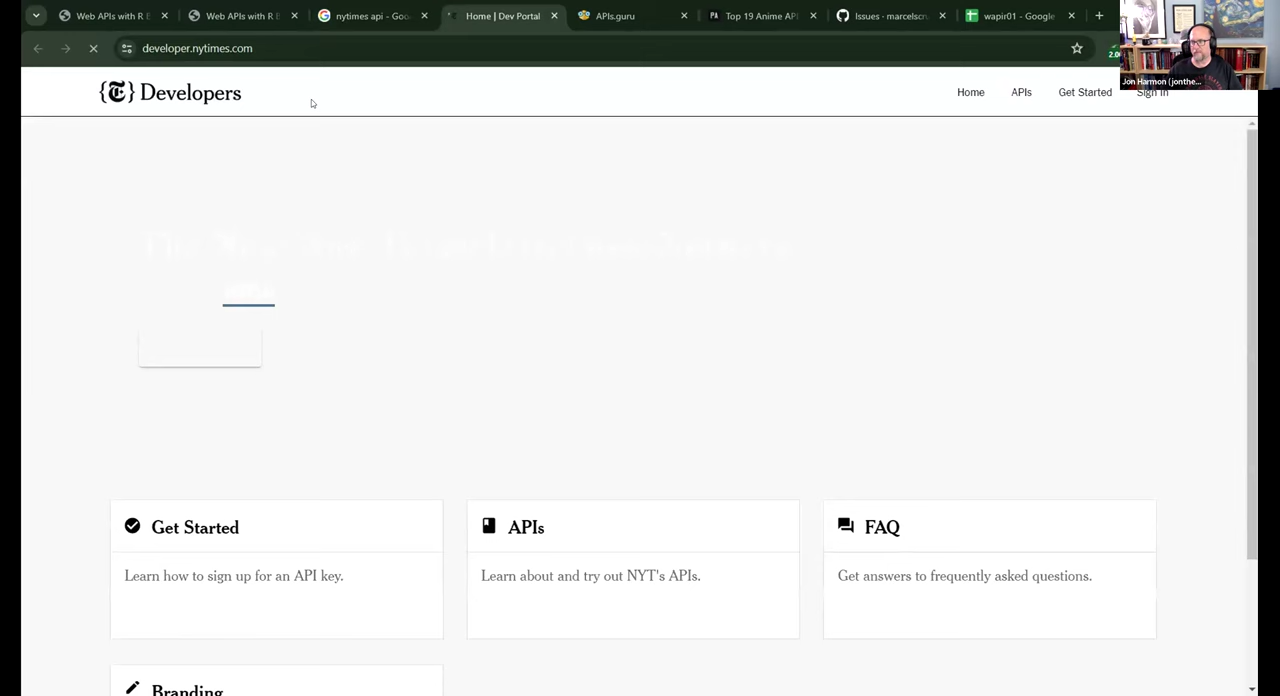 Web APIs with R
Web APIs with R
nytimes api - Goo
Home | Dev Portal
APIs.guru
Top 19 Anime API
Issues · marcelscru
wapir01 - Google
developer.nytimes.com
2.0
Jon Harmon (jonthe...
{T} Developers
Home
APIs
Get Started
Sign In
Get Started
APIs
FAQ
Learn how to sign up for an API key.
Learn about and try out NYT's APIs.
Get answers to frequently asked questions.
Branding